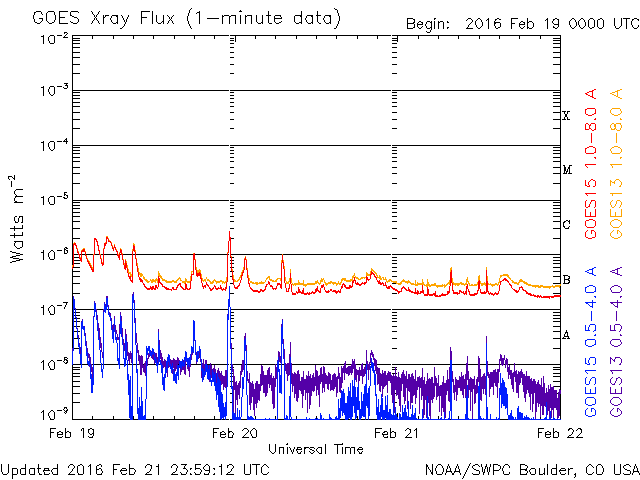 GOES Xray Flux (1-minute data)
Begin: 2016 Feb 19 0000 UTC
10-2
10-3
10-4
10-5
10-6
10-7
10-8
10-9
Watts m-2
X
M
C
B
A
GOES15 1.0-8.0 A
GOES13 1.0-8.0 A
GOES15 0.5-4.0 A
GOES13 0.5-4.0 A
Feb 19
Feb 20
Feb 21
Feb 22
Universal Time
Updated 2016 Feb 21 23:59:12 UTC
NOAA/SWPC Boulder, CO USA